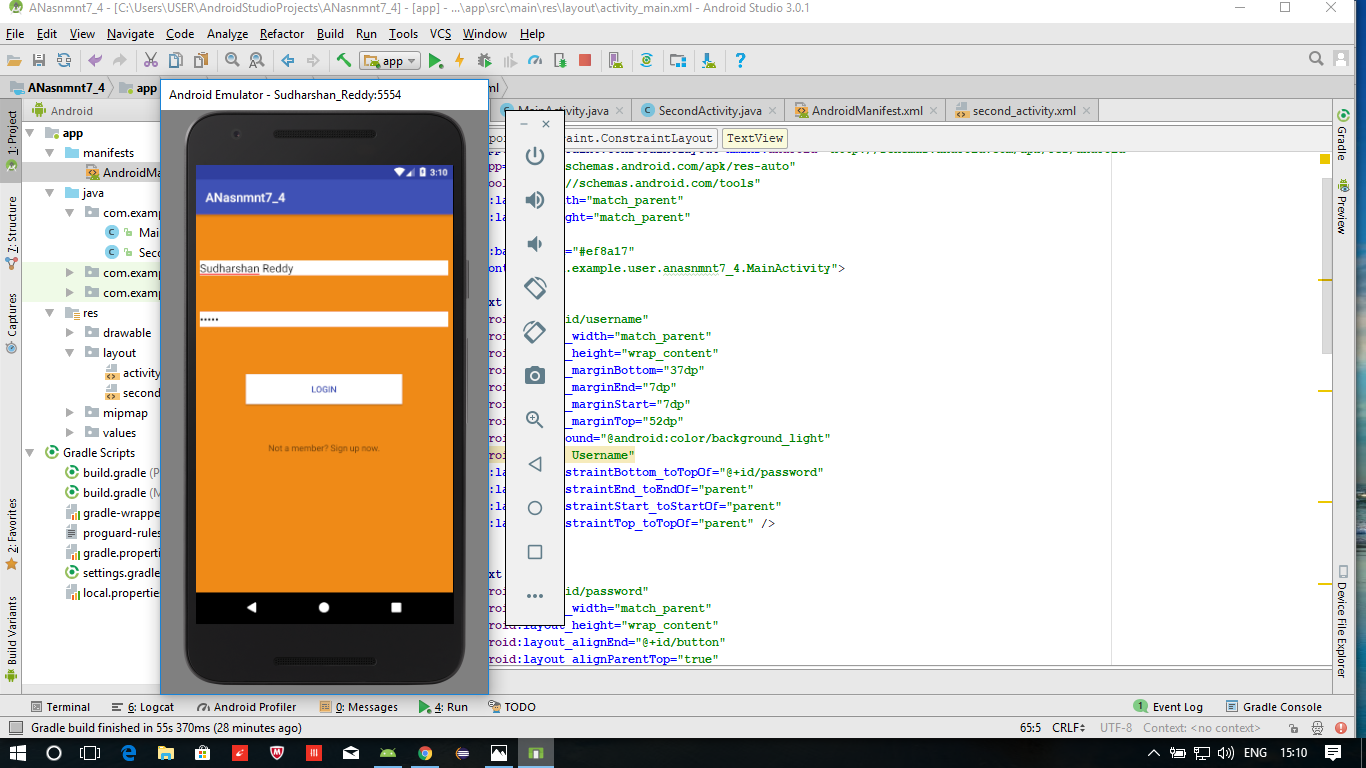 ANasnmnt7_4 - [C:\Users\USER\AndroidStudioProjects\ANasnmnt7_4] - [app] - ...\app\src\main\res\layout\activity_main.xml - Android Studio 3.0.1
File Edit View Navigate Code Analyze Refactor Build Run Tools VCS Window Help
app
ANasnmnt7_4 app ml
Android Emulator - Sudharshan_Reddy:5554
Android
MainActivity.java SecondActivity.java AndroidManifest.xml second_activity.xml
raint.ConstraintLayout TextView
1: Project
7: Structure
Captures
2: Favorites
Build Variants
app
manifests
AndroidMa
java
com.examp
Mai
Seco
com.examp
com.examp
res
drawable
layout
activity
second
mipmap
values
Gradle Scripts
build.gradle (P
build.gradle (M
gradle-wrappe
proguard-rules
gradle.properti
settings.gradle
local.propertie
3:10
ANasnmnt7_4
Sudharshan Reddy
•••••
LOGIN
Not a member? Sign up now.
schemas.android.com/apk/res-auto"
//schemas.android.com/tools"
th="match_parent"
ght="match_parent"
="#ef8a17"
.example.user.anasnmnt7_4.MainActivity">
id/username"
_width="match_parent"
_height="wrap_content"
_marginBottom="37dp"
_marginEnd="7dp"
_marginStart="7dp"
_marginTop="52dp"
ound="@android:color/background_light"
Username"
straintBottom_toTopOf="@+id/password"
straintEnd_toEndOf="parent"
straintStart_toStartOf="parent"
straintTop_toTopOf="parent" />
id/password"
_width="match_parent"
roid:layout_height="wrap_content"
roid:layout_alignEnd="@+id/button"
roid:layout_alignParentTop="true"
Gradle
Preview
Device File Explorer
Terminal 6: Logcat Android Profiler 0: Messages 4: Run TODO 1 Event Log Gradle Console
Gradle build finished in 55s 370ms (28 minutes ago) 65:5 CRLF UTF-8 Context: <no context>
ENG 15:10